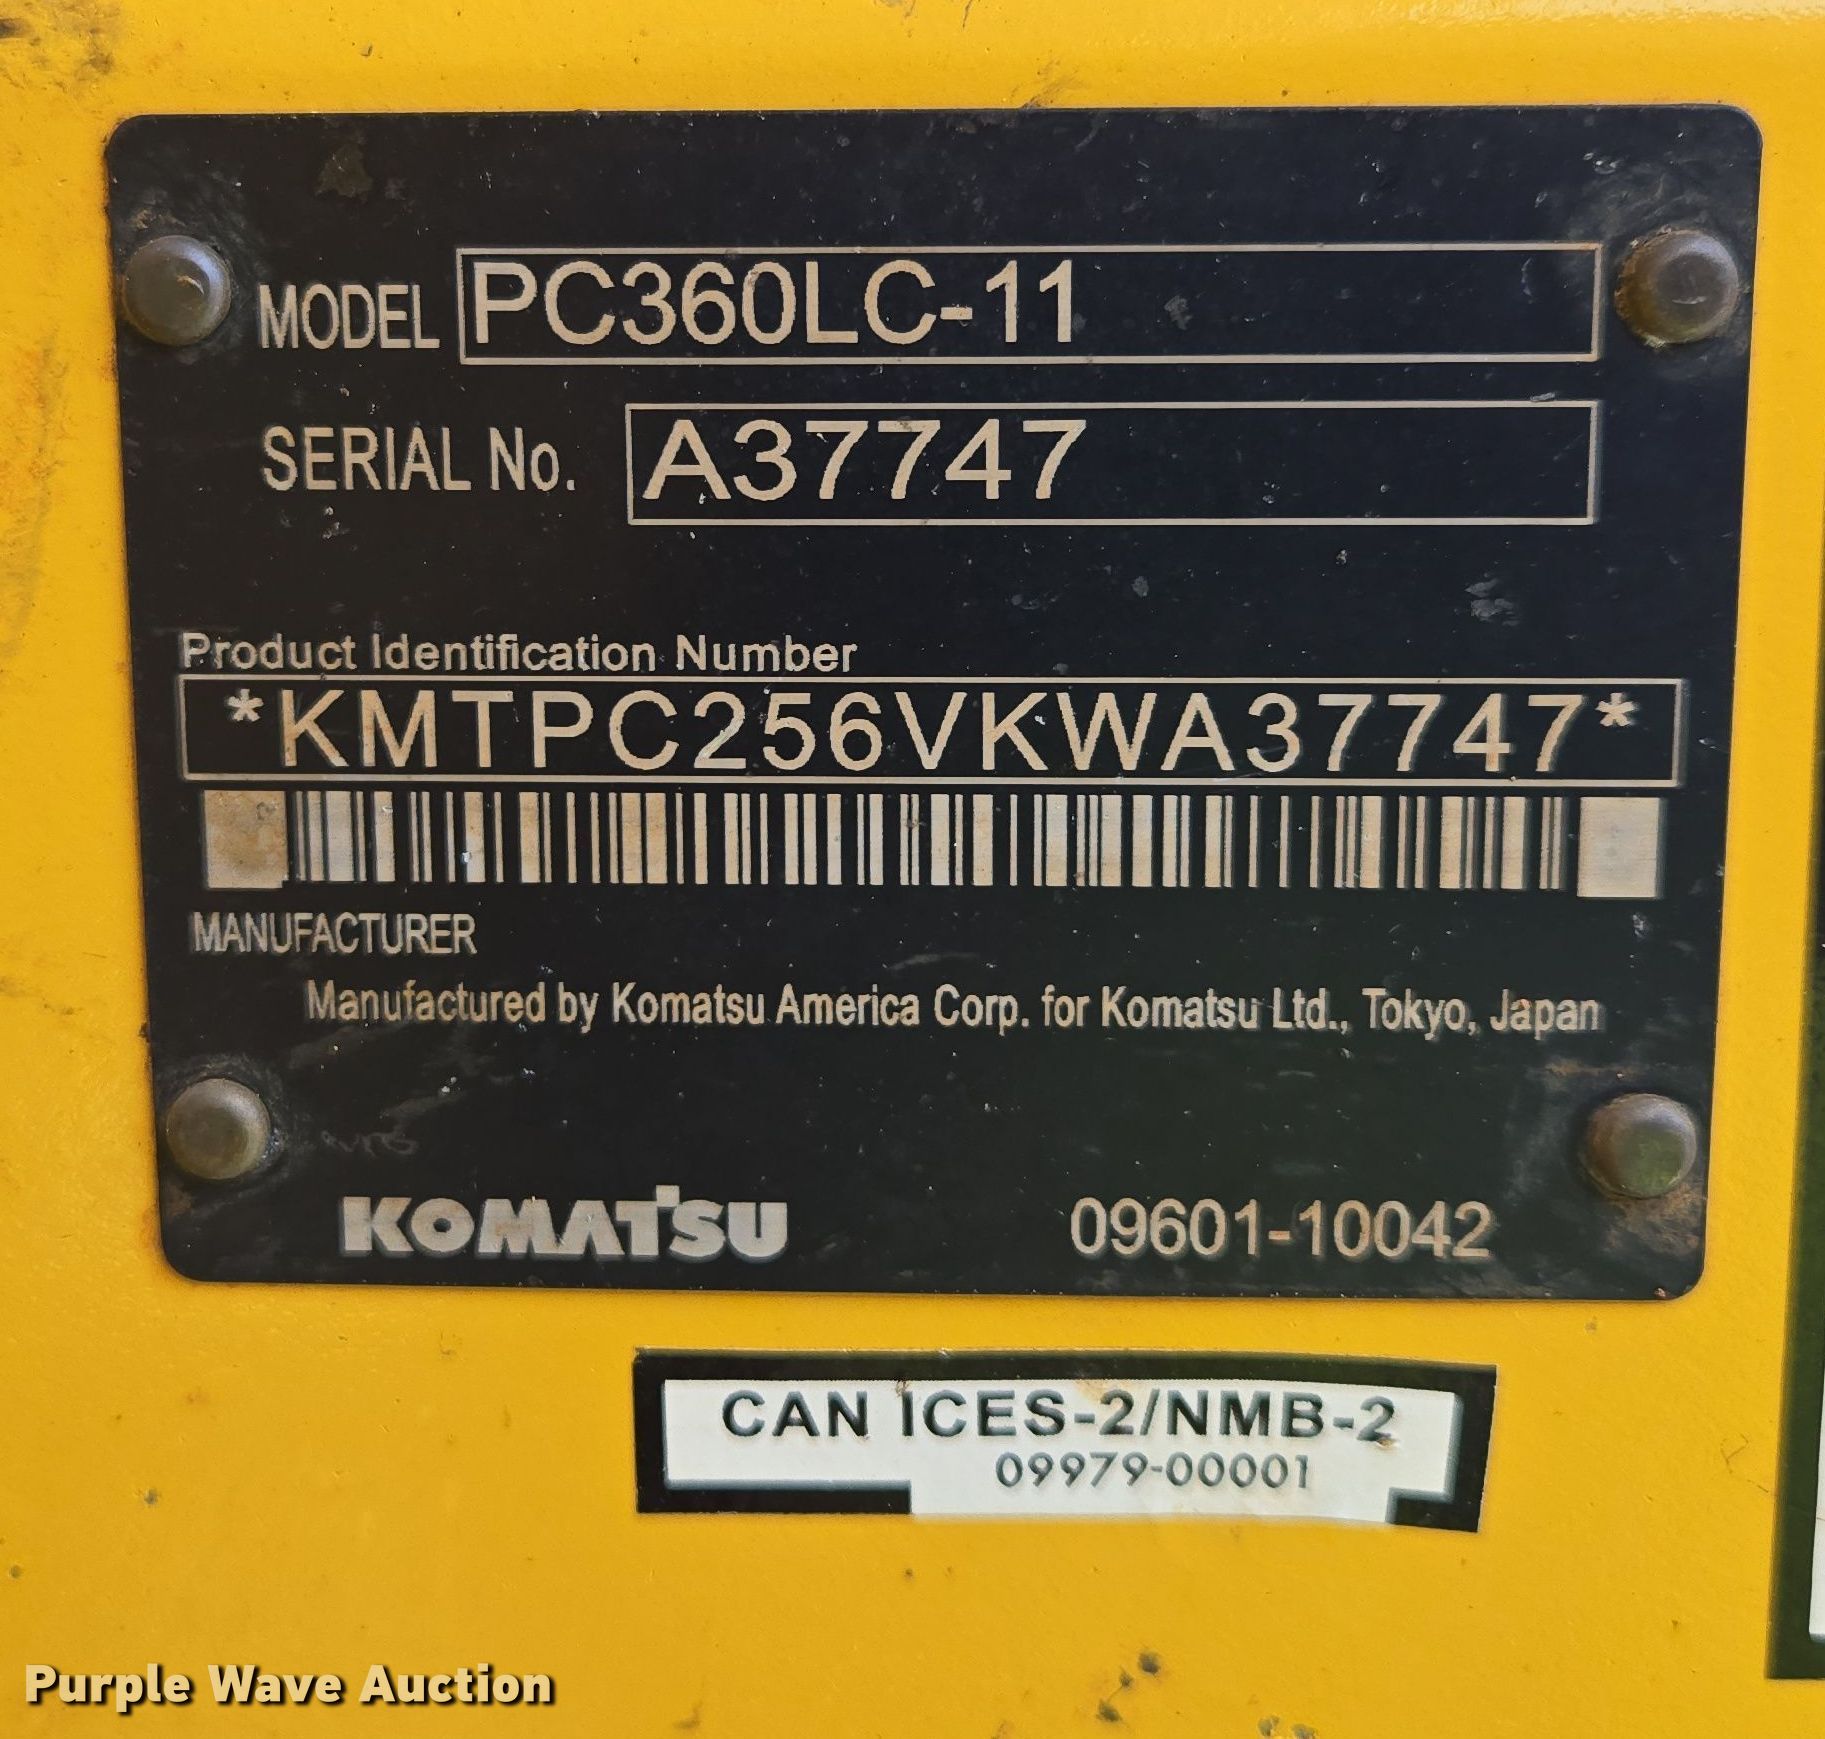 MODEL PC360LC-11
SERIAL No. A37747
Product Identification Number
*KMTPC256VKWA37747*
MANUFACTURER
Manufactured by Komatsu America Corp. for Komatsu Ltd., Tokyo, Japan
KOMATSU 09601-10042
CAN ICES-2/NMB-2
09979-00001
Purple Wave Auction